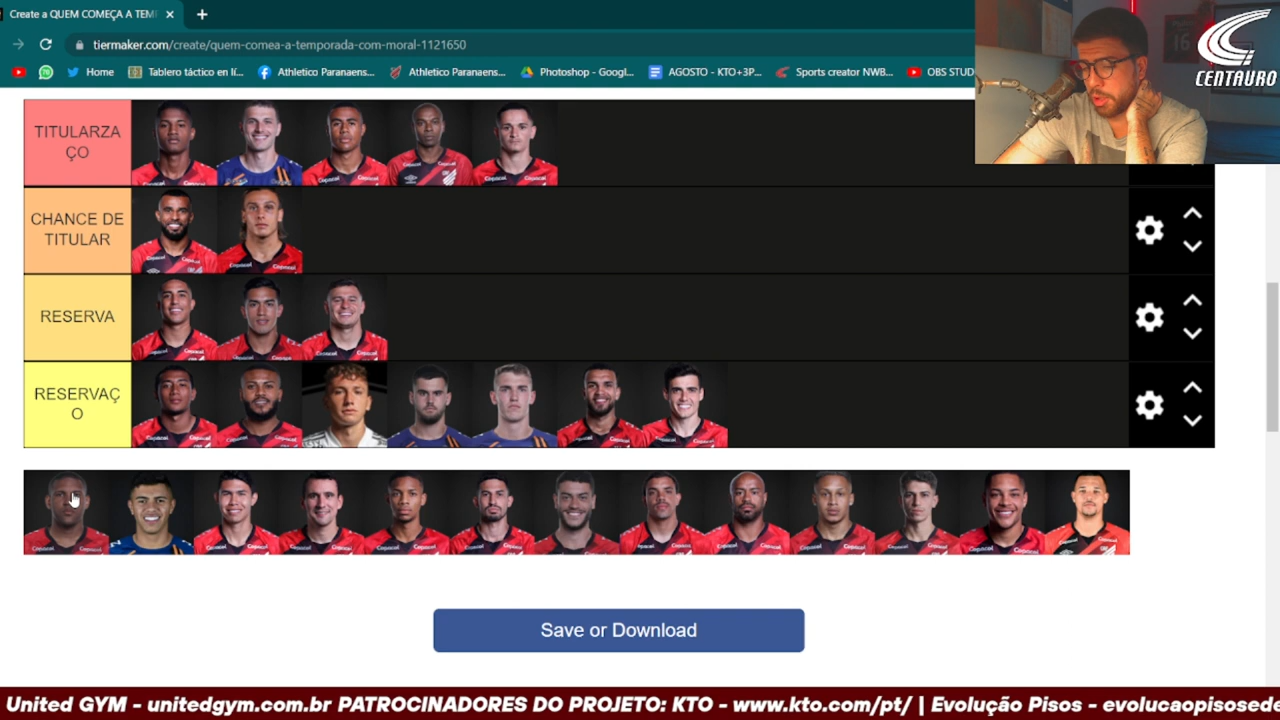 Create a QUEM COMEÇA A TEM
tiermaker.com/create/quem-comea-a-temporada-com-moral-1121650
Home
Tablero táctico en lí...
Athletico Paranaens...
Athletico Paranaens...
Photoshop - Googl...
AGOSTO - KTO+3P...
Sports creator NWB...
OBS STUD
CENTAURO
TITULARZA
ÇO
CHANCE DE
TITULAR
RESERVA
RESERVAÇ
O
Save or Download
United GYM - unitedgym.com.br PATROCINADORES DO PROJETO: KTO - www.kto.com/pt/ | Evolução Pisos - evolucaopisosede